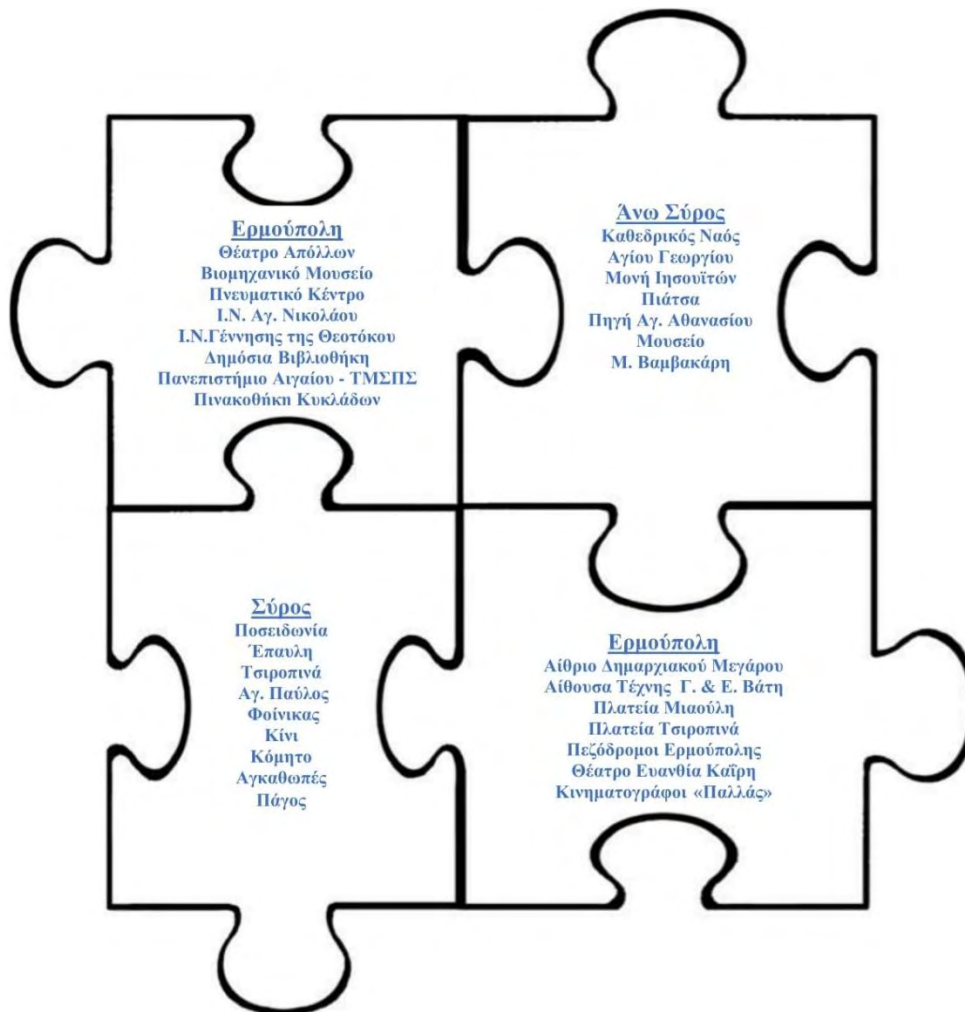 Ερμούπολη
Θέατρο Απόλλων
Βιομηχανικό Μουσείο
Πνευματικό Κέντρο
Ι.Ν. Αγ. Νικολάου
Ι.Ν.Γέννησης της Θεοτόκου
Δημόσια Βιβλιοθήκη
Πανεπιστήμιο Αιγαίου - ΤΜΣΠΣ
Πινακοθήκη Κυκλάδων
Άνω Σύρος
Καθεδρικός Ναός
Αγίου Γεωργίου
Μονή Ιησουϊτών
Πιάτσα
Πηγή Αγ. Αθανασίου
Μουσείο
Μ. Βαμβακάρη
Σύρος
Ποσειδωνία
Έπαυλη
Τσιροπινά
Αγ. Παύλος
Φοίνικας
Κίνι
Κόμητο
Αγκαθωπές
Πάγος
Ερμούπολη
Αίθριο Δημαρχιακού Μεγάρου
Αίθουσα Τέχνης Γ. & Ε. Βάτη
Πλατεία Μιαούλη
Πλατεία Τσιροπινά
Πεζόδρομοι Ερμούπολης
Θέατρο Ευανθία Καΐρη
Κινηματογράφοι «Παλλάς»